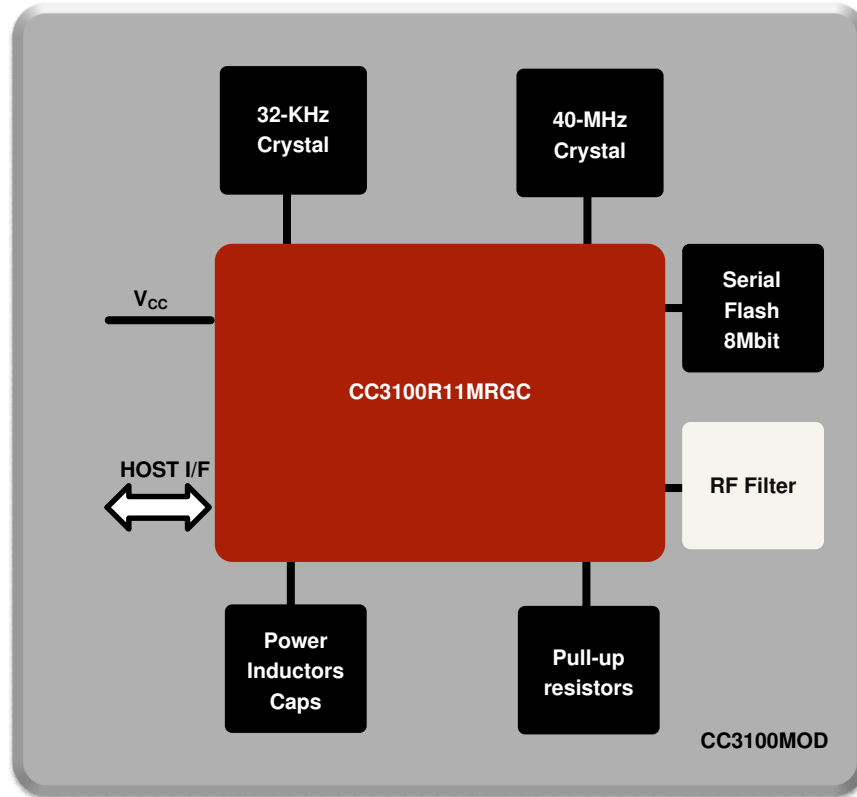 32-KHz
Crystal
40-MHz
Crystal
Serial
Flash
8Mbit
VCC
CC3100R11MRGC
HOST I/F
RF Filter
Power
Inductors
Caps
Pull-up
resistors
CC3100MOD